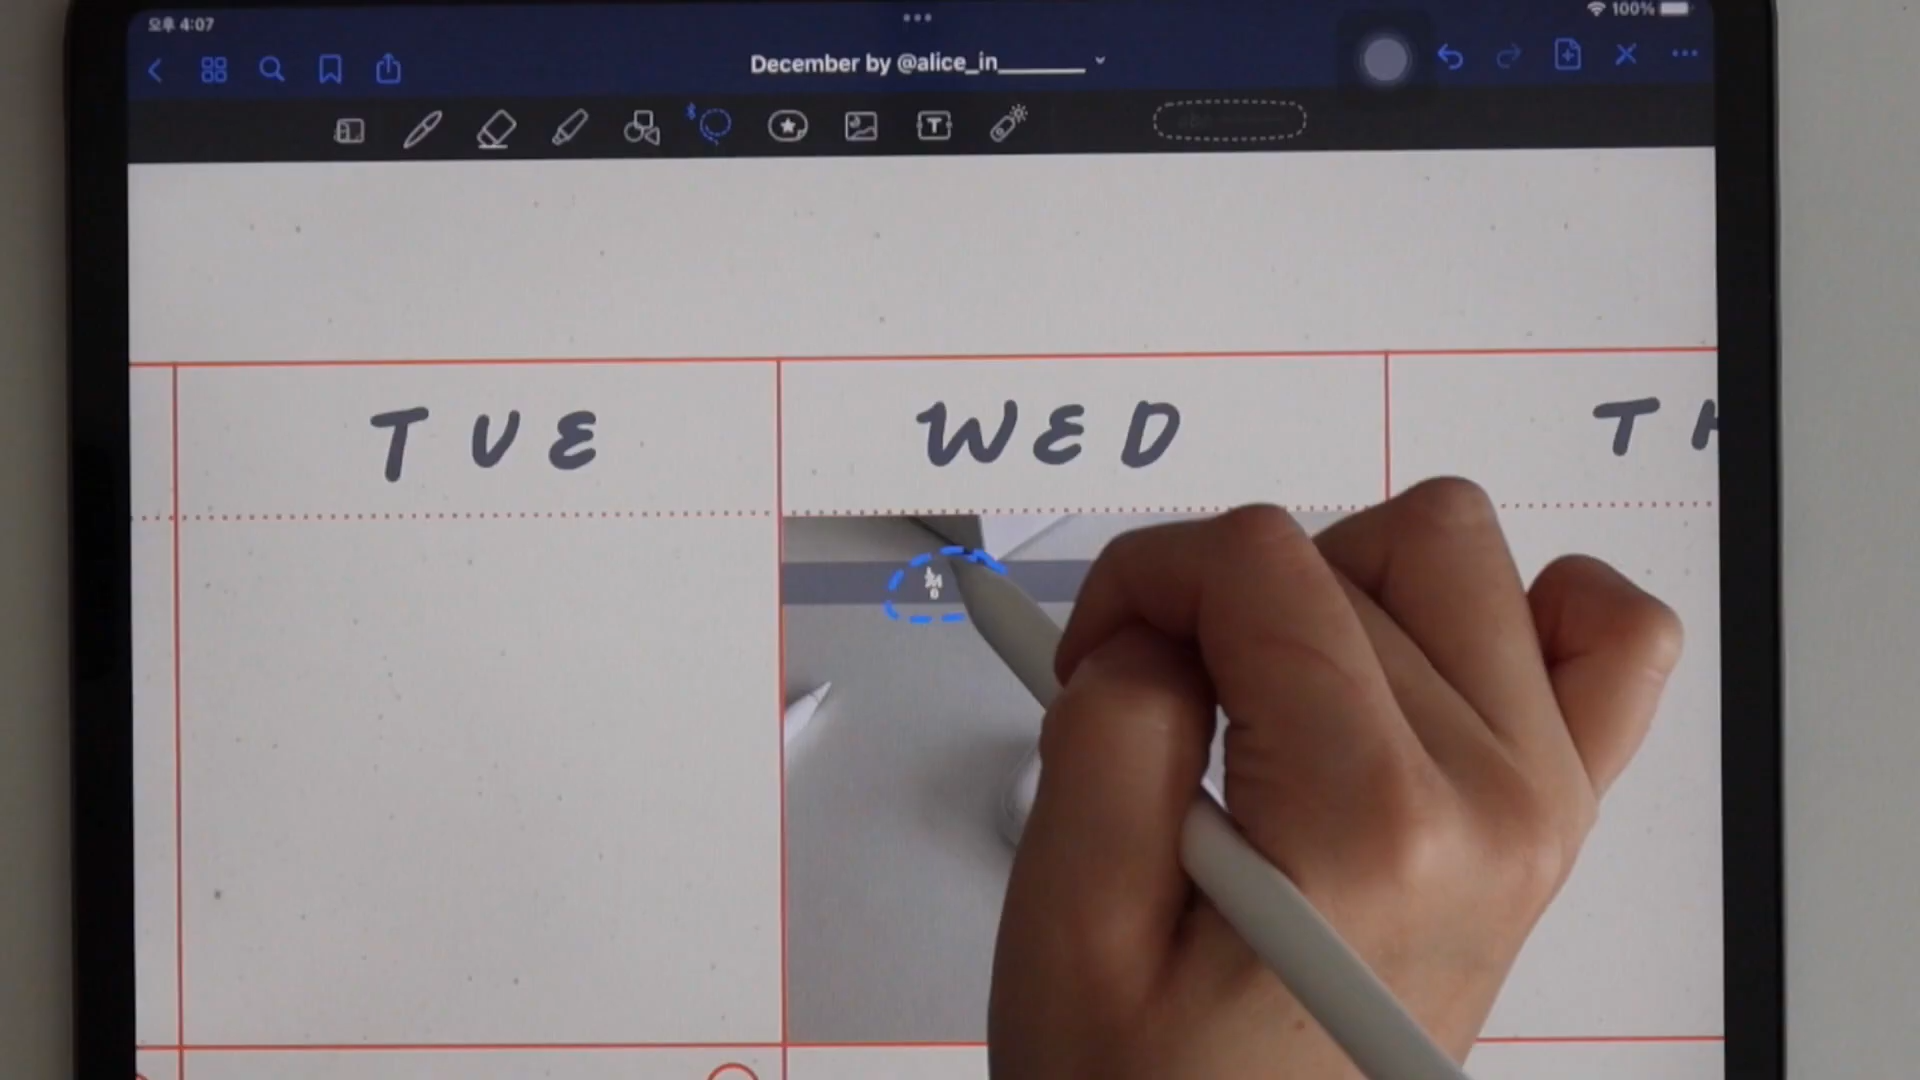 오후 4:07
100%
December by @alice_in_______
T
TUE
WED
TH